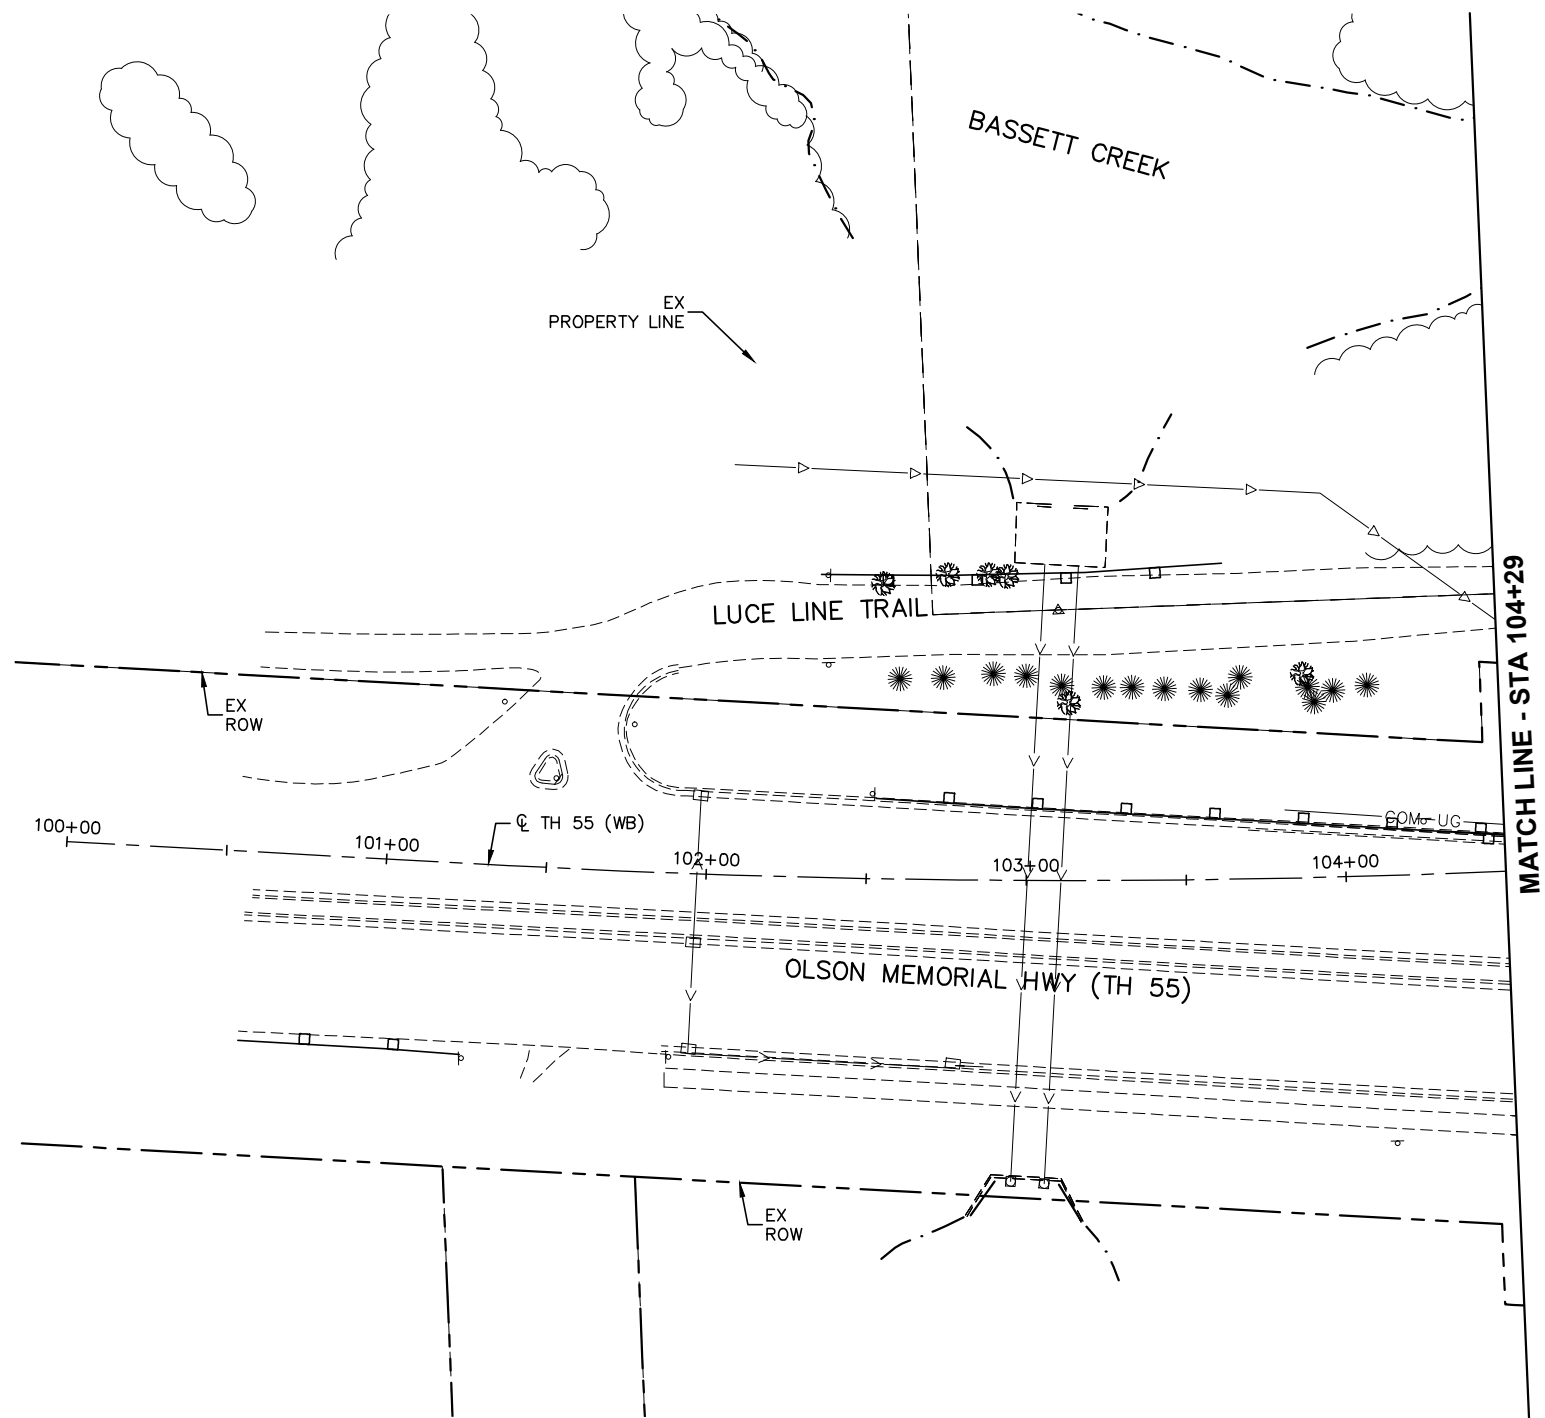 BASSETT CREEK
EX
PROPERTY LINE
LUCE LINE TRAIL
EX
ROW
MATCH LINE - STA 104+29
℄ TH 55 (WB)
COM-UG
100+00
101+00
102+00
103+00
104+00
OLSON MEMORIAL HWY (TH 55)
EX
ROW